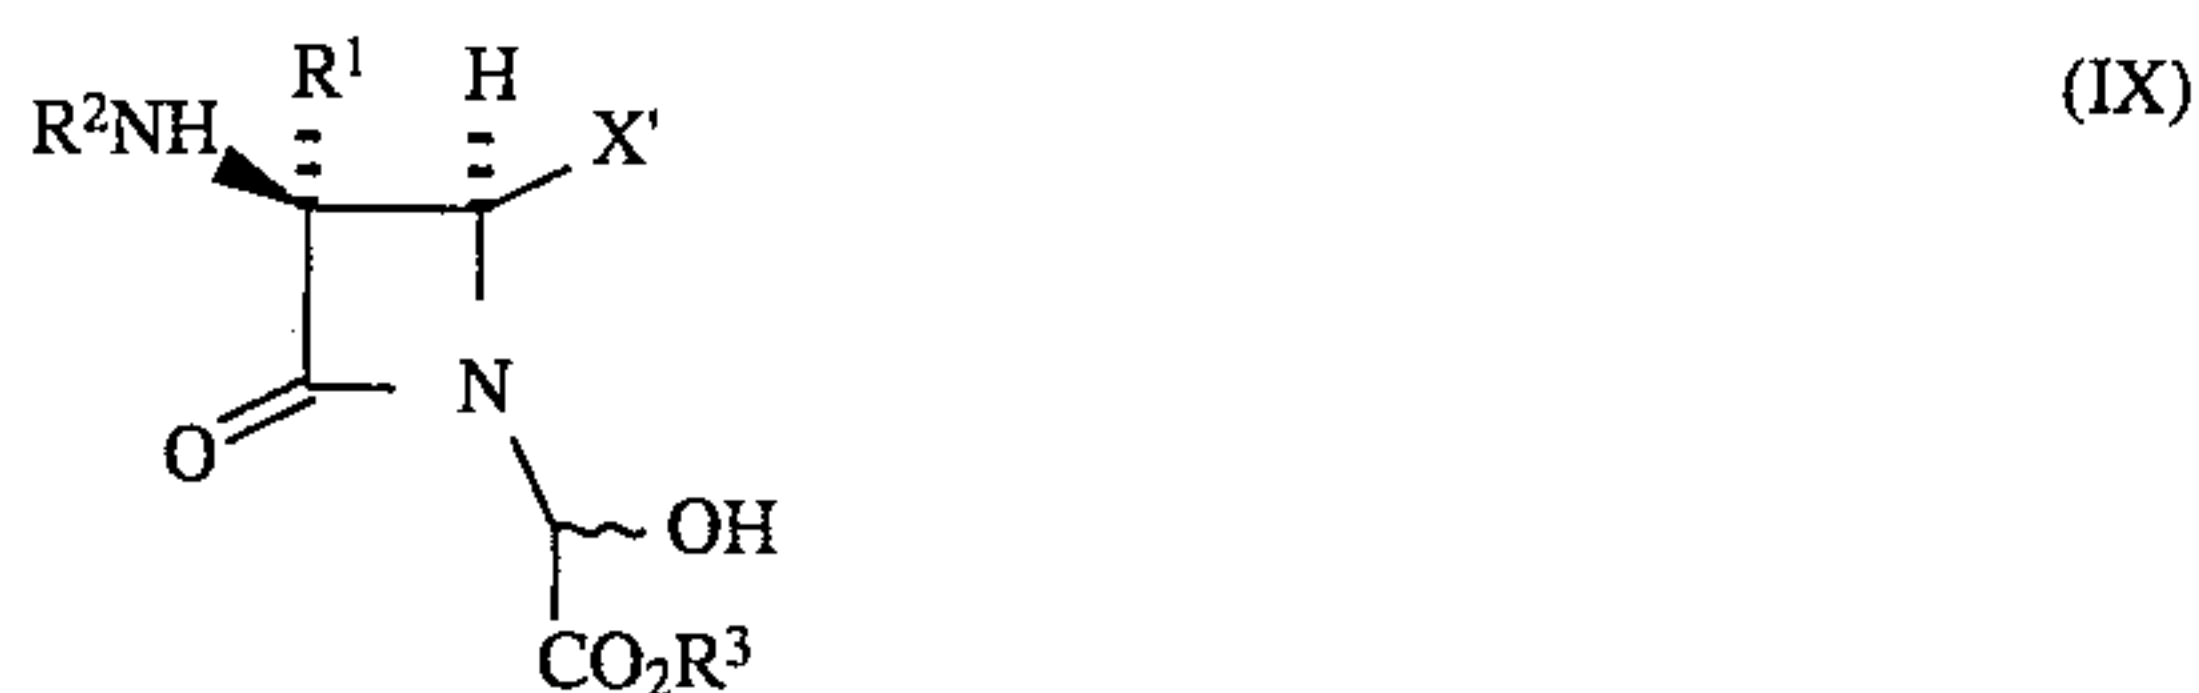 R¹ H (IX)
R²NH X'
N
O
OH
CO₂R³